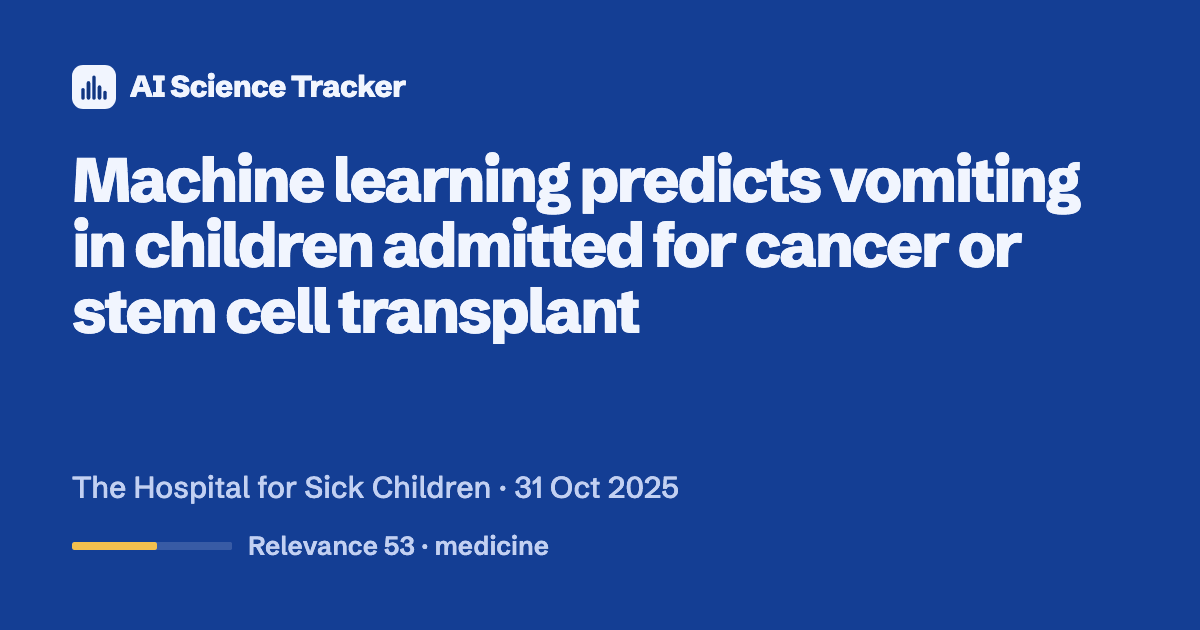 AI Science Tracker
Machine learning predicts vomiting
in children admitted for cancer or
stem cell transplant
The Hospital for Sick Children · 31 Oct 2025
Relevance 53 · medicine